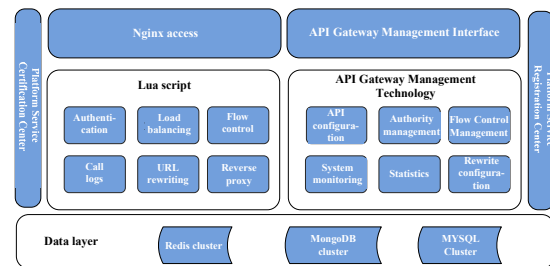 Platform Service
Certification Center
Nginx access
API Gateway Management Interface
Platform Service
Registration Center
Lua script
API Gateway Management
Technology
Authenti-
cation
Load
balancing
Flow
control
API
configura-
tion
Authority
management
Flow Control
Management
Call
logs
URL
rewriting
Reverse
proxy
System
monitoring
Statistics
Rewrite
configura-
tion
Data layer
Redis cluster
MongoDB
cluster
MYSQL
Cluster